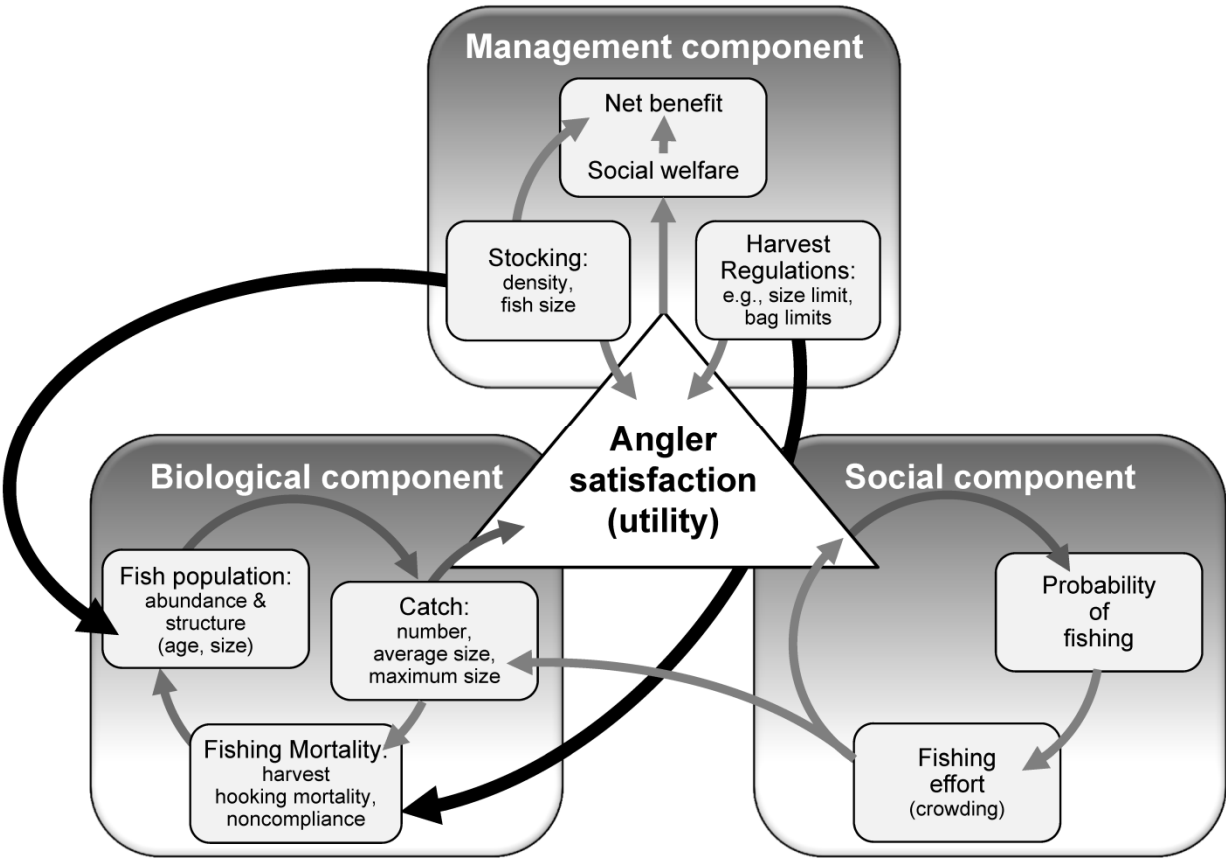 Management component
Net benefit
Social welfare
Stocking:
density,
fish size
Harvest
Regulations:
e.g., size limit,
bag limits
Angler
satisfaction
(utility)
Biological component
Fish population:
abundance &
structure
(age, size)
Catch:
number,
average size,
maximum size
Fishing Mortality:
harvest
hooking mortality,
noncompliance
Social component
Probability
of
fishing
Fishing
effort
(crowding)